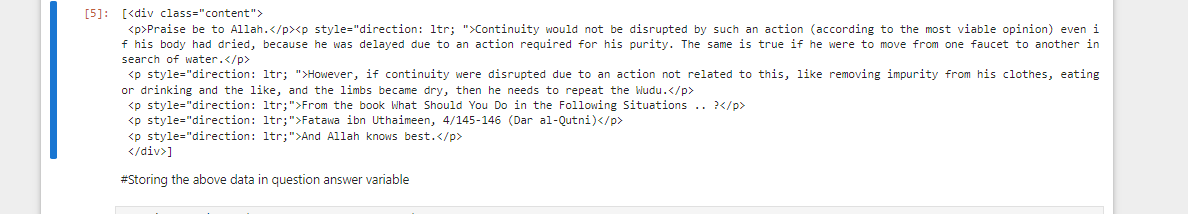 [5]: [<div class="content">
<p>Praise be to Allah.</p><p style="direction: ltr; ">Continuity would not be disrupted by such an action (according to the most viable opinion) even i
f his body had dried, because he was delayed due to an action required for his purity. The same is true if he were to move from one faucet to another in
search of water.</p>
<p style="direction: ltr; ">However, if continuity were disrupted due to an action not related to this, like removing impurity from his clothes, eating
or drinking and the like, and the limbs became dry, then he needs to repeat the Wudu.</p>
<p style="direction: ltr;">From the book What Should You Do in the Following Situations .. ?</p>
<p style="direction: ltr;">Fatawa ibn Uthaimeen, 4/145-146 (Dar al-Qutni)</p>
<p style="direction: ltr;">And Allah knows best.</p>
</div>]
#Storing the above data in question answer variable